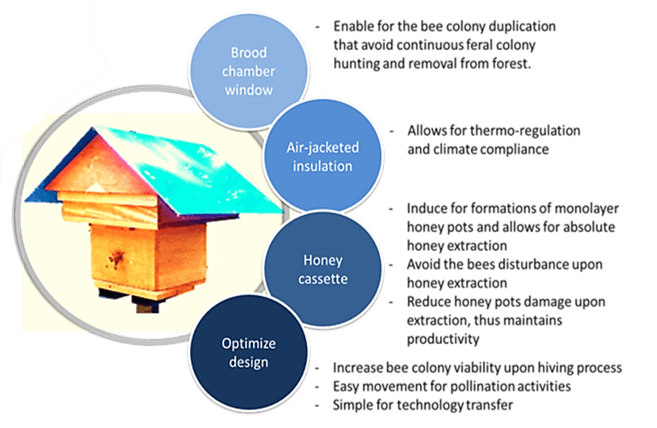 Brood
chamber
window
- Enable for the bee colony duplication
that avoid continuous feral colony
hunting and removal from forest.
Air-jacketed
insulation
- Allows for thermo-regulation
and climate compliance
Honey
cassette
- Induce for formations of monolayer
honey pots and allows for absolute
honey extraction
- Avoid the bees disturbance upon
honey extraction
- Reduce honey pots damage upon
extraction, thus maintains
productivity
Optimize
design
- Increase bee colony viability upon hiving process
- Easy movement for pollination activities
- Simple for technology transfer